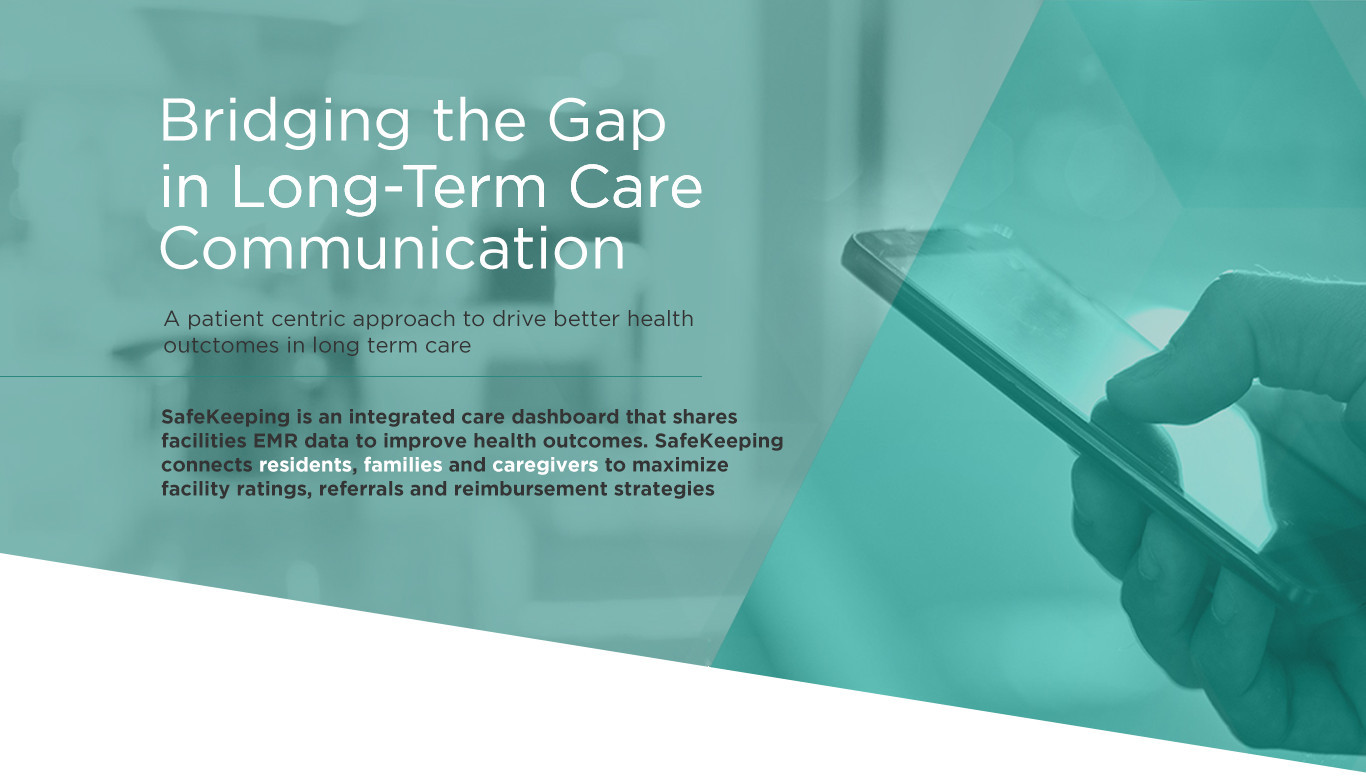 Bridging the Gap
in Long-Term Care
Communication
A patient centric approach to drive better health
outctomes in long term care
SafeKeeping is an integrated care dashboard that shares
facilities EMR data to improve health outcomes. SafeKeeping
connects residents, families and caregivers to maximize
facility ratings, referrals and reimbursement strategies